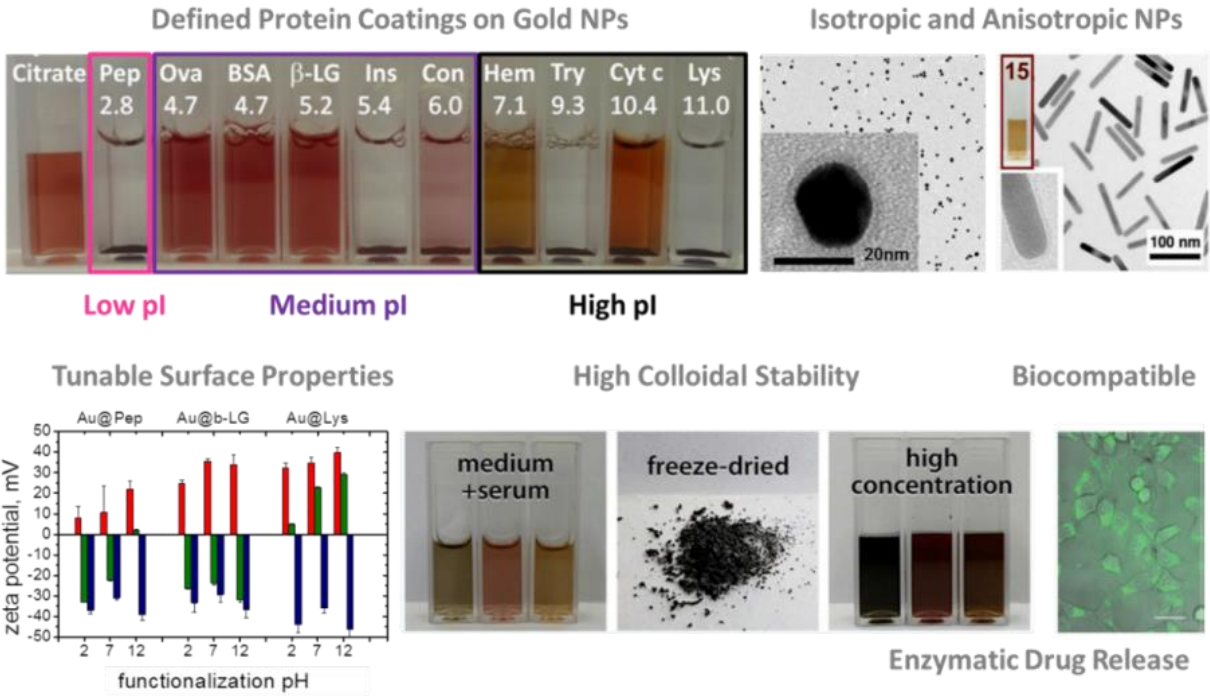 Defined Protein Coatings on Gold NPs
Isotropic and Anisotropic NPs
Citrate Pep Ova BSA β-LG Ins Con Hem Try Cyt c Lys
2.8 4.7 4.7 5.2 5.4 6.0 7.1 9.3 10.4 11.0
20nm
15
100 nm
Low pI
Medium pI
High pI
Tunable Surface Properties
High Colloidal Stability
Biocompatible
Au@Pep Au@b-LG Au@Lys
zeta potential, mV
50
40
30
20
10
0
-10
-20
-30
-40
-50
2 7 12 2 7 12 2 7 12
functionalization pH
medium
+serum
freeze-dried
high
concentration
Enzymatic Drug Release